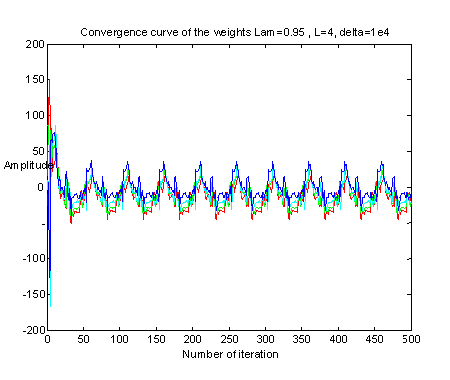 Convergence curve of the weights Lam=0.95 , L=4, delta=1e4
200
150
100
50
Amplitude
0
-50
-100
-150
-200
0 50 100 150 200 250 300 350 400 450 500
Number of iteration